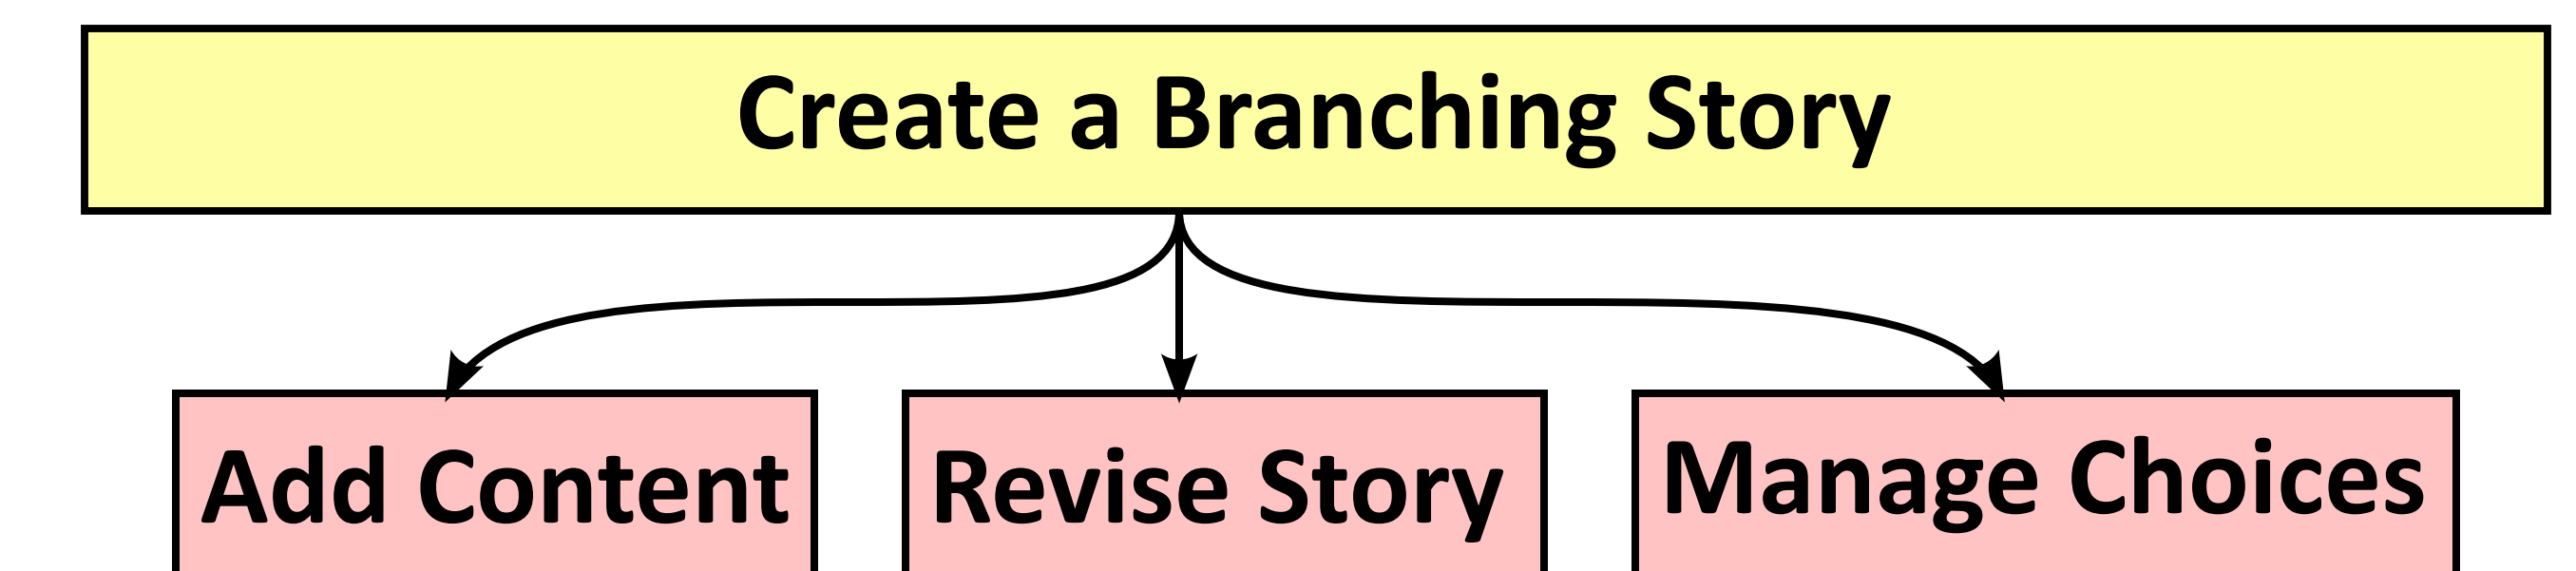 Create a Branching Story
Add Content
Revise Story
Manage Choices